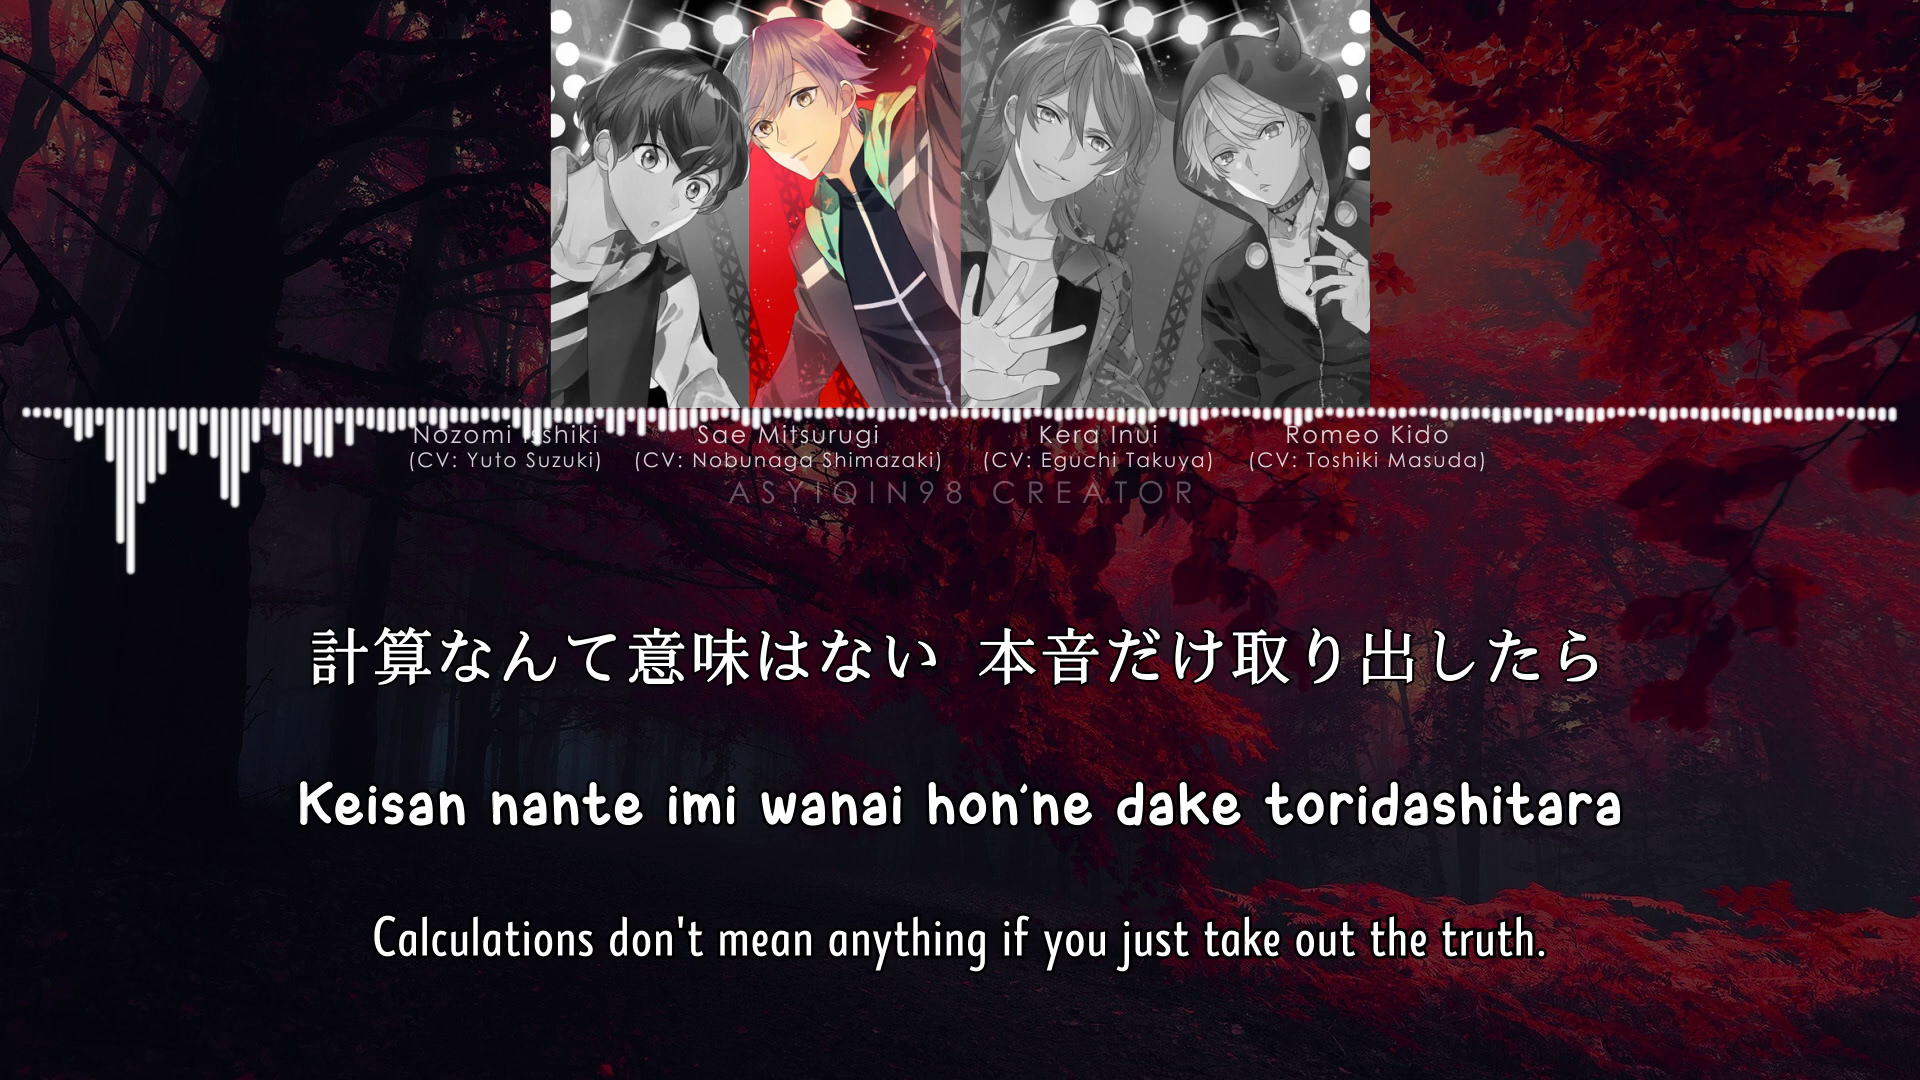 Nozomi Isshiki Sae Mitsurugi Kera Inui Romeo Kido
(CV: Yuto Suzuki) (CV: Nobunaga Shimazaki) (CV: Eguchi Takuya) (CV: Toshiki Masuda)
ASYIQIN98 CREATOR
計算なんて意味はない 本音だけ取り出したら
Keisan nante imi wanai hon'ne dake toridashitara
Calculations don't mean anything if you just take out the truth.